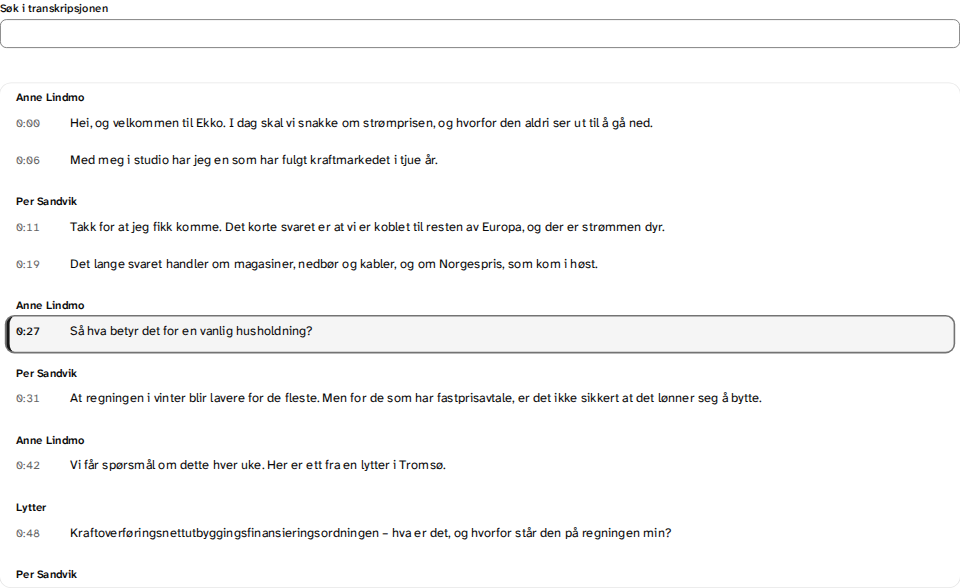 Søk i transkripsjonen
Anne Lindmo
0:00 Hei, og velkommen til Ekko. I dag skal vi snakke om strømprisen, og hvorfor den aldri ser ut til å gå ned.
0:06 Med meg i studio har jeg en som har fulgt kraftmarkedet i tjue år.
Per Sandvik
0:11 Takk for at jeg fikk komme. Det korte svaret er at vi er koblet til resten av Europa, og der er strømmen dyr.
0:19 Det lange svaret handler om magasiner, nedbør og kabler, og om Norgespris, som kom i høst.
Anne Lindmo
0:27 Så hva betyr det for en vanlig husholdning?
Per Sandvik
0:31 At regningen i vinter blir lavere for de fleste. Men for de som har fastprisavtale, er det ikke sikkert at det lønner seg å bytte.
Anne Lindmo
0:42 Vi får spørsmål om dette hver uke. Her er ett fra en lytter i Tromsø.
Lytter
0:48 Kraftoverføringsnettutbyggingsfinansieringsordningen – hva er det, og hvorfor står den på regningen min?
Per Sandvik